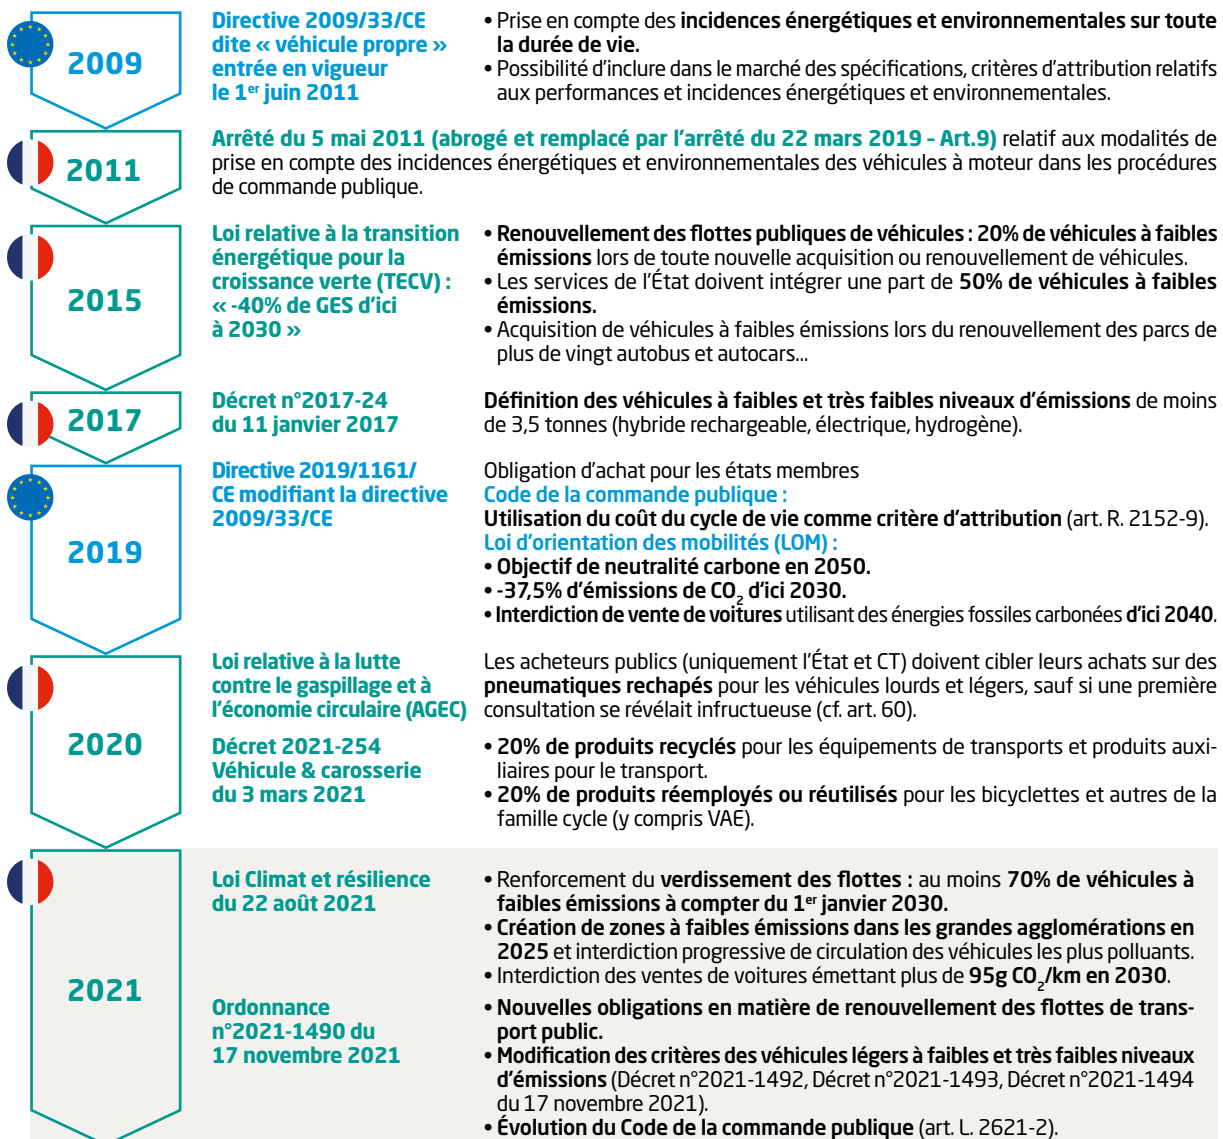 2009
Directive 2009/33/CE
dite « véhicule propre »
entrée en vigueur
le 1er juin 2011
• Prise en compte des incidences énergétiques et environnementales sur toute
la durée de vie.
• Possibilité d'inclure dans le marché des spécifications, critères d'attribution relatifs
aux performances et incidences énergétiques et environnementales.
2011
Arrêté du 5 mai 2011 (abrogé et remplacé par l'arrêté du 22 mars 2019 – Art.9) relatif aux modalités de
prise en compte des incidences énergétiques et environnementales des véhicules à moteur dans les procédures
de commande publique.
2015
Loi relative à la transition
énergétique pour la
croissance verte (TECV) :
« -40% de GES d'ici
à 2030 »
• Renouvellement des flottes publiques de véhicules : 20% de véhicules à faibles
émissions lors de toute nouvelle acquisition ou renouvellement de véhicules.
• Les services de l'État doivent intégrer une part de 50% de véhicules à faibles
émissions.
• Acquisition de véhicules à faibles émissions lors du renouvellement des parcs de
plus de vingt autobus et autocars...
2017
Décret n°2017-24
du 11 janvier 2017
Définition des véhicules à faibles et très faibles niveaux d'émissions de moins
de 3,5 tonnes (hybride rechargeable, électrique, hydrogène).
2019
Directive 2019/1161/
CE modifiant la directive
2009/33/CE
Obligation d'achat pour les états membres
Code de la commande publique :
Utilisation du coût du cycle de vie comme critère d'attribution (art. R. 2152-9).
Loi d'orientation des mobilités (LOM) :
• Objectif de neutralité carbone en 2050.
• -37,5% d'émissions de CO2 d'ici 2030.
• Interdiction de vente de voitures utilisant des énergies fossiles carbonées d'ici 2040.
2020
Loi relative à la lutte
contre le gaspillage et à
l'économie circulaire (AGEC)
Les acheteurs publics (uniquement l'État et CT) doivent cibler leurs achats sur des
pneumatiques rechapés pour les véhicules lourds et légers, sauf si une première
consultation se révélait infructueuse (cf. art. 60).
Décret 2021-254
Véhicule & carosserie
du 3 mars 2021
• 20% de produits recyclés pour les équipements de transports et produits auxi-
liaires pour le transport.
• 20% de produits réemployés ou réutilisés pour les bicyclettes et autres de la
famille cycle (y compris VAE).
2021
Loi Climat et résilience
du 22 août 2021
• Renforcement du verdissement des flottes : au moins 70% de véhicules à
faibles émissions à compter du 1er janvier 2030.
• Création de zones à faibles émissions dans les grandes agglomérations en
2025 et interdiction progressive de circulation des véhicules les plus polluants.
• Interdiction des ventes de voitures émettant plus de 95g CO2/km en 2030.
Ordonnance
n°2021-1490 du
17 novembre 2021
• Nouvelles obligations en matière de renouvellement des flottes de trans-
port public.
• Modification des critères des véhicules légers à faibles et très faibles niveaux
d'émissions (Décret n°2021-1492, Décret n°2021-1493, Décret n°2021-1494
du 17 novembre 2021).
• Évolution du Code de la commande publique (art. L. 2621-2).